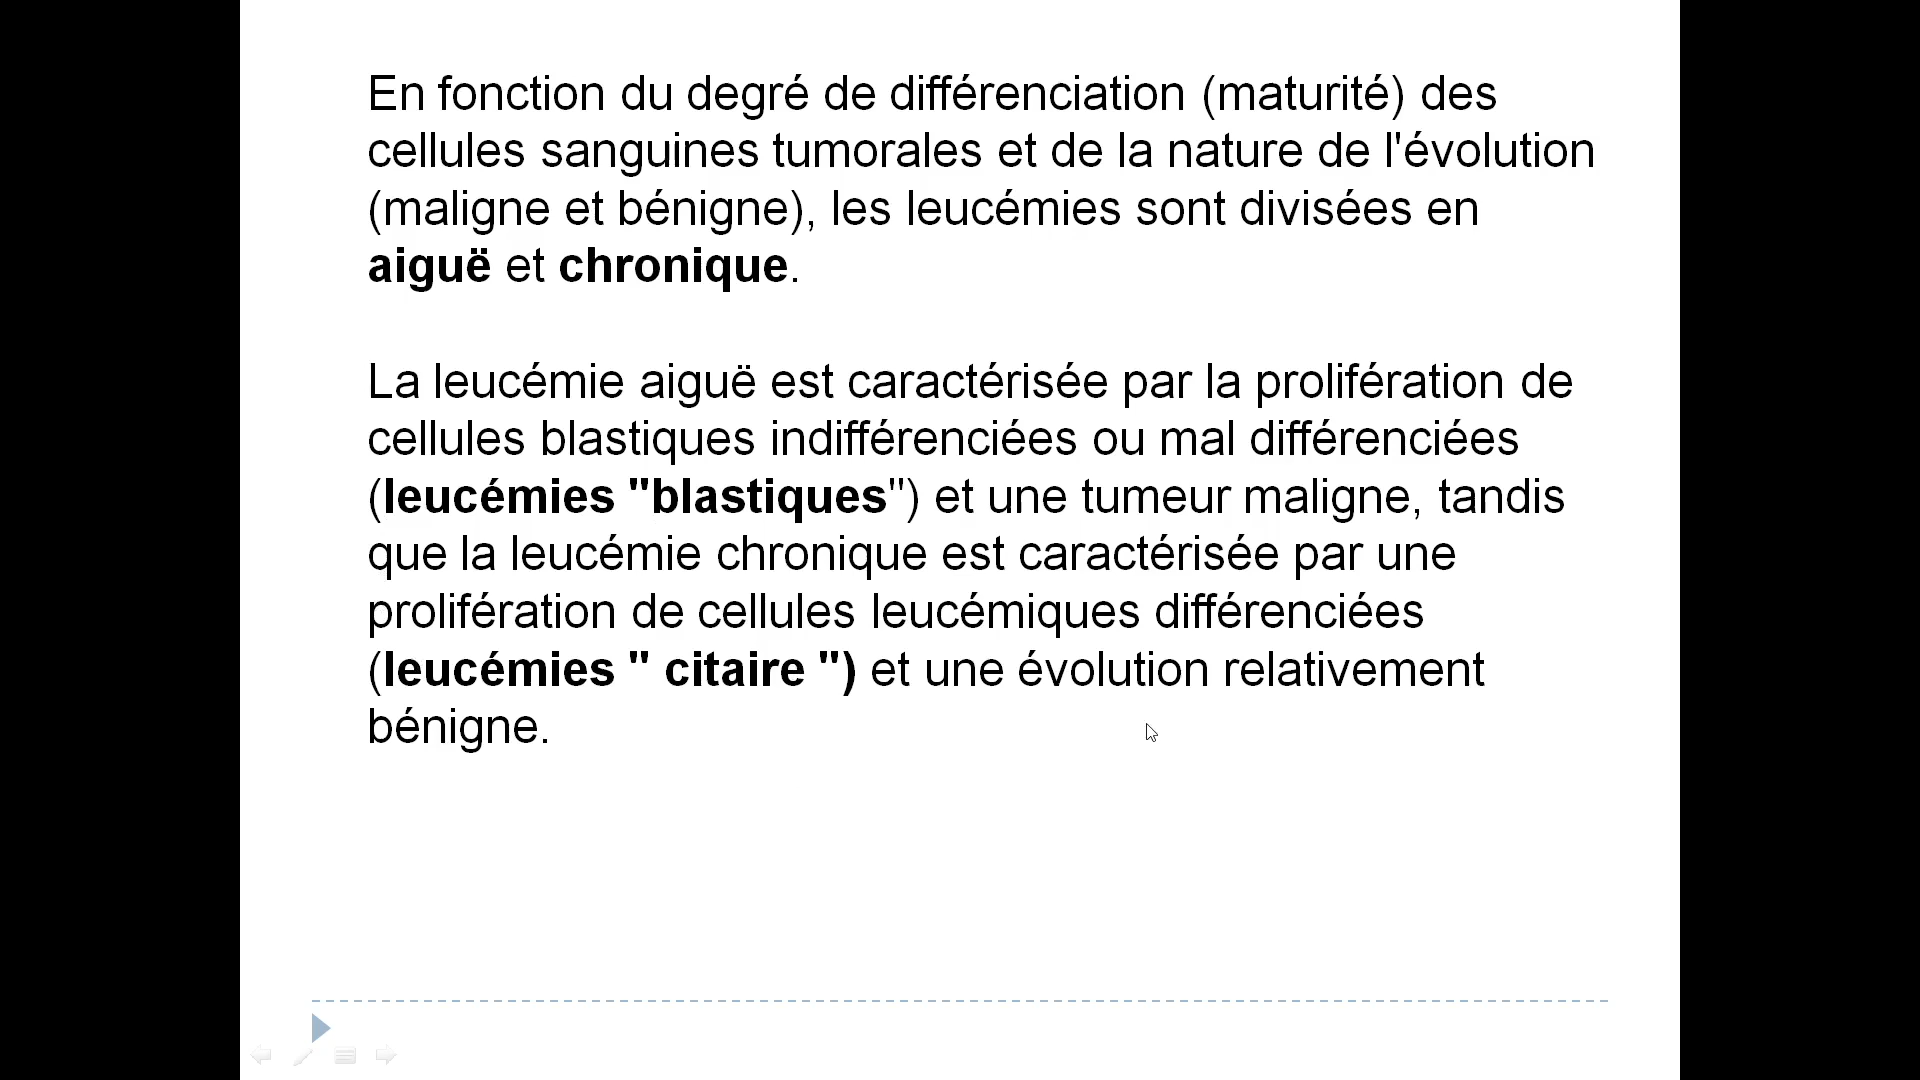 En fonction du degré de différenciation (maturité) des
cellules sanguines tumorales et de la nature de l'évolution
(maligne et bénigne), les leucémies sont divisées en
aiguë et chronique.
La leucémie aiguë est caractérisée par la prolifération de
cellules blastiques indifférenciées ou mal différenciées
(leucémies "blastiques") et une tumeur maligne, tandis
que la leucémie chronique est caractérisée par une
prolifération de cellules leucémiques différenciées
(leucémies " citaire ") et une évolution relativement
bénigne.